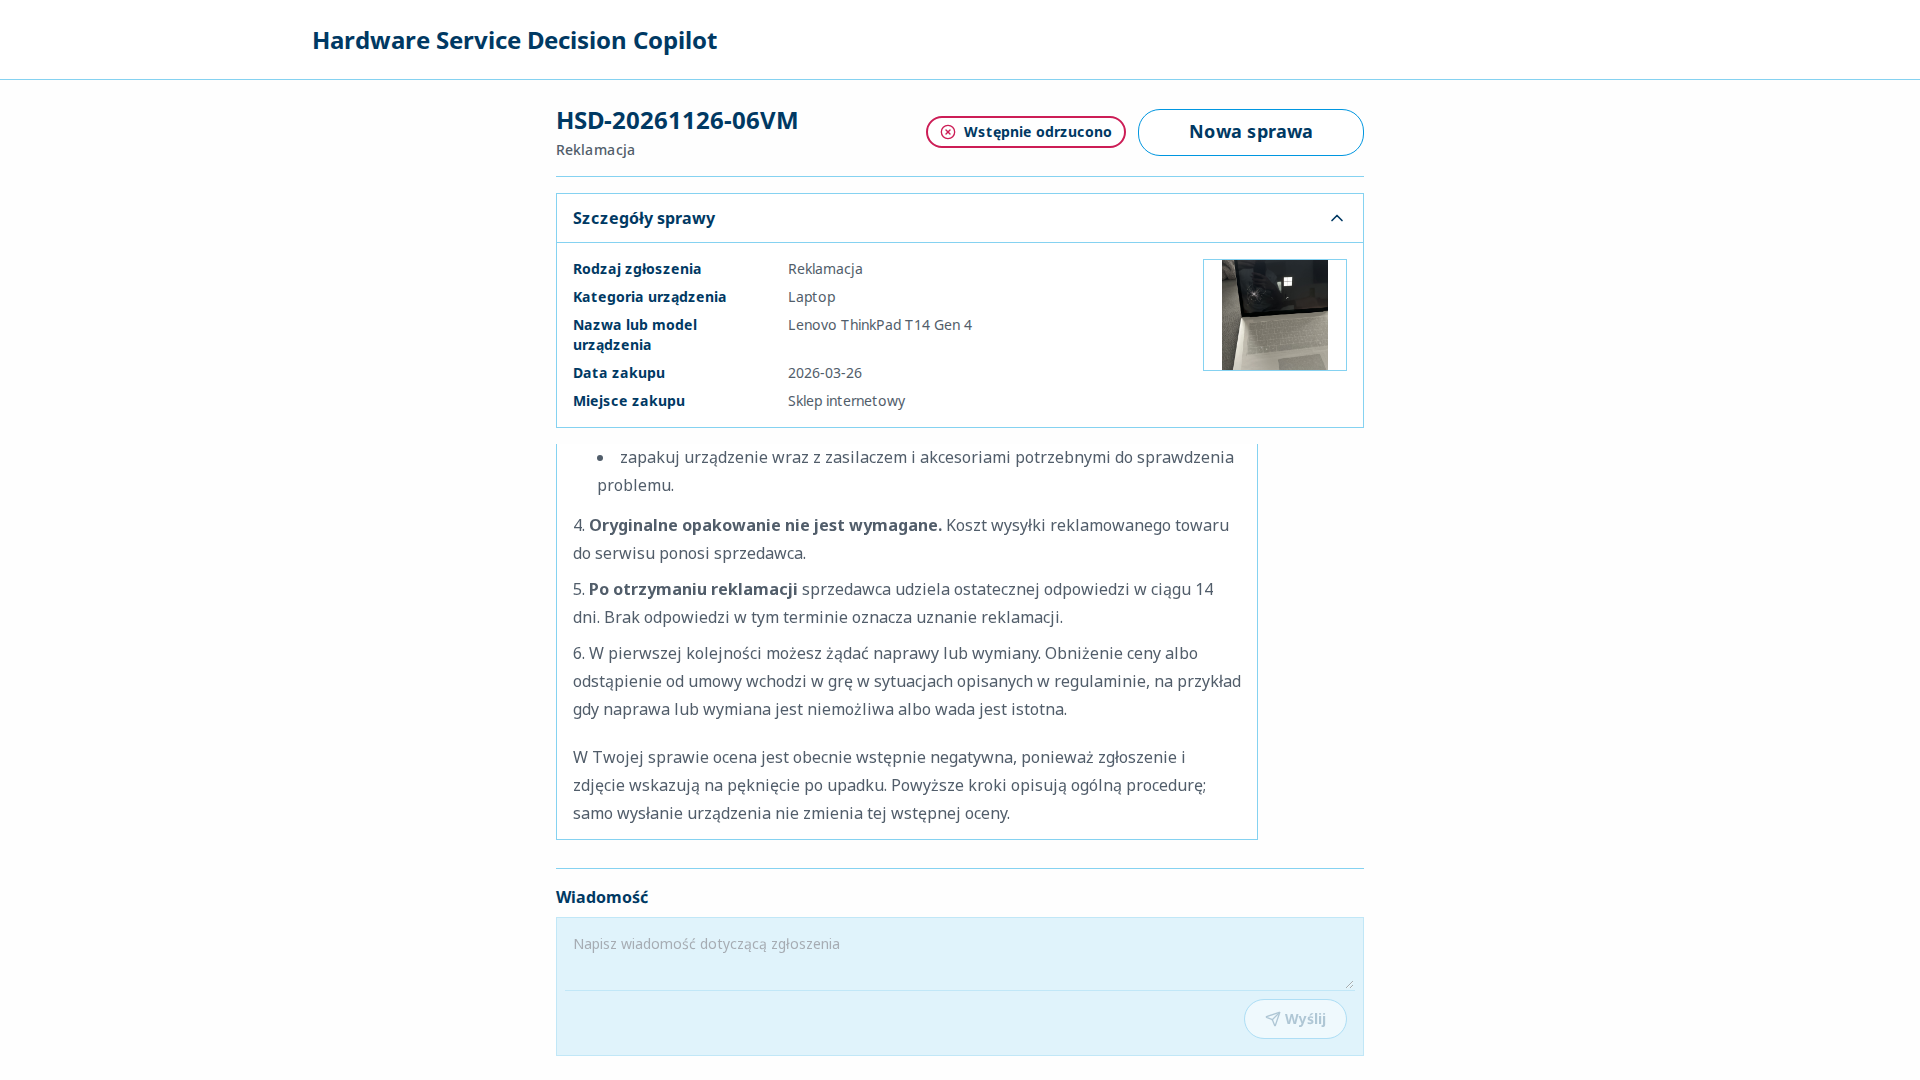 Hardware Service Decision Copilot
HSD-20261126-06VM
Reklamacja
Wstępnie odrzucono
Nowa sprawa
Szczegóły sprawy
Rodzaj zgłoszenia
Reklamacja
Kategoria urządzenia
Laptop
Nazwa lub model
urządzenia
Lenovo ThinkPad T14 Gen 4
Data zakupu
2026-03-26
Miejsce zakupu
Sklep internetowy
• zapakuj urządzenie wraz z zasilaczem i akcesoriami potrzebnymi do sprawdzenia
problemu.
4. Oryginalne opakowanie nie jest wymagane. Koszt wysyłki reklamowanego towaru
do serwisu ponosi sprzedawca.
5. Po otrzymaniu reklamacji sprzedawca udziela ostatecznej odpowiedzi w ciągu 14
dni. Brak odpowiedzi w tym terminie oznacza uznanie reklamacji.
6. W pierwszej kolejności możesz żądać naprawy lub wymiany. Obniżenie ceny albo
odstąpienie od umowy wchodzi w grę w sytuacjach opisanych w regulaminie, na przykład
gdy naprawa lub wymiana jest niemożliwa albo wada jest istotna.
W Twojej sprawie ocena jest obecnie wstępnie negatywna, ponieważ zgłoszenie i
zdjęcie wskazują na pęknięcie po upadku. Powyższe kroki opisują ogólną procedurę;
samo wysłanie urządzenia nie zmienia tej wstępnej oceny.
Wiadomość
Napisz wiadomość dotyczącą zgłoszenia
Wyślij